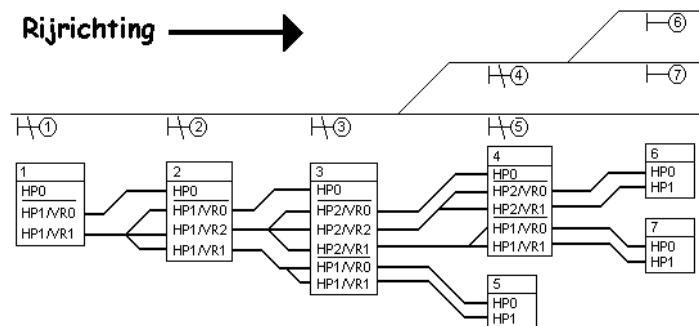 Rijrichting
6
4
7
1
2
3
5
1
HP0
HP1/VR0
HP1/VR1
2
HP0
HP1/VR0
HP1/VR2
HP1/VR1
3
HP0
HP2/VR0
HP2/VR2
HP2/VR1
HP1/VR0
HP1/VR1
4
HP0
HP2/VR0
HP2/VR1
HP1/VR0
HP1/VR1
5
HP0
HP1
6
HP0
HP1
7
HP0
HP1